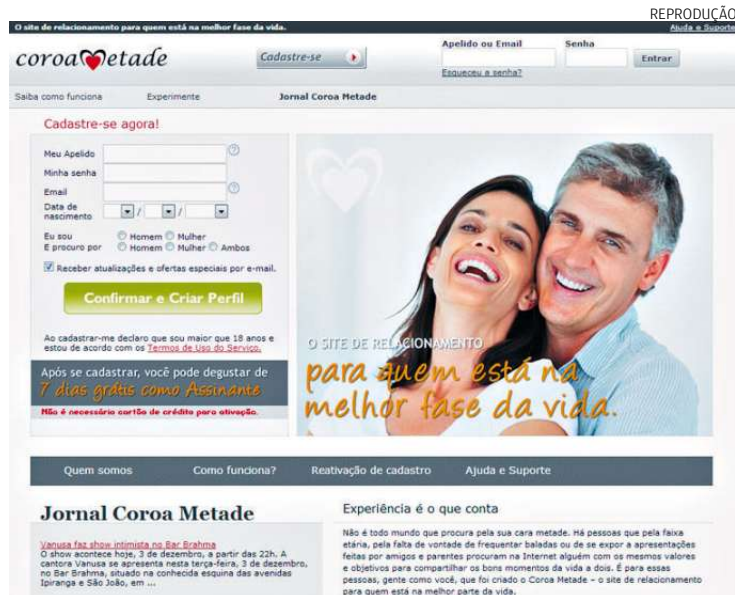 REPRODUÇÃO
O site de relacionamento para quem está na melhor fase da vida.
Ajuda e Suporte
coroa metade
Cadastre-se
Apelido ou Email
Senha
Entrar
Esqueceu a senha?
Saiba como funciona
Experimente
Jornal Coroa Metade
Cadastre-se agora!
Meu Apelido
Minha senha
Email
Data de
nascimento
/ /
Eu sou Homem Mulher
E procuro por Homem Mulher Ambos
Receber atualizações e ofertas especiais por e-mail.
Confirmar e Criar Perfil
Ao cadastrar-me declaro que sou maior que 18 anos e
estou de acordo com os Termos de Uso do Serviço.
Após se cadastrar, você pode degustar de
7 dias grátis como Assinante
Não é necessário cartão de crédito para ativação.
O SITE DE RELACIONAMENTO
para quem está na
melhor fase da vida.
Quem somos
Como funciona?
Reativação de cadastro
Ajuda e Suporte
Jornal Coroa Metade
Vanusa faz show intimista no Bar Brahma
O show acontece hoje, 3 de dezembro, a partir das 22h. A
cantora Vanusa se apresenta nesta terça-feira, 3 de dezembro,
no Bar Brahma, situado na conhecida esquina das avenidas
Ipiranga e São João, em ...
Experiência é o que conta
Não é todo mundo que procura pela sua cara metade. Há pessoas que pela faixa
etária, pela falta de vontade de frequentar baladas ou de se expor a apresentações
feitas por amigos e parentes procuram na Internet alguém com os mesmos valores
e objetivos para compartilhar os bons momentos da vida a dois. É para essas
pessoas, gente como você, que foi criado o Coroa Metade – o site de relacionamento
para quem está na melhor parte da vida.